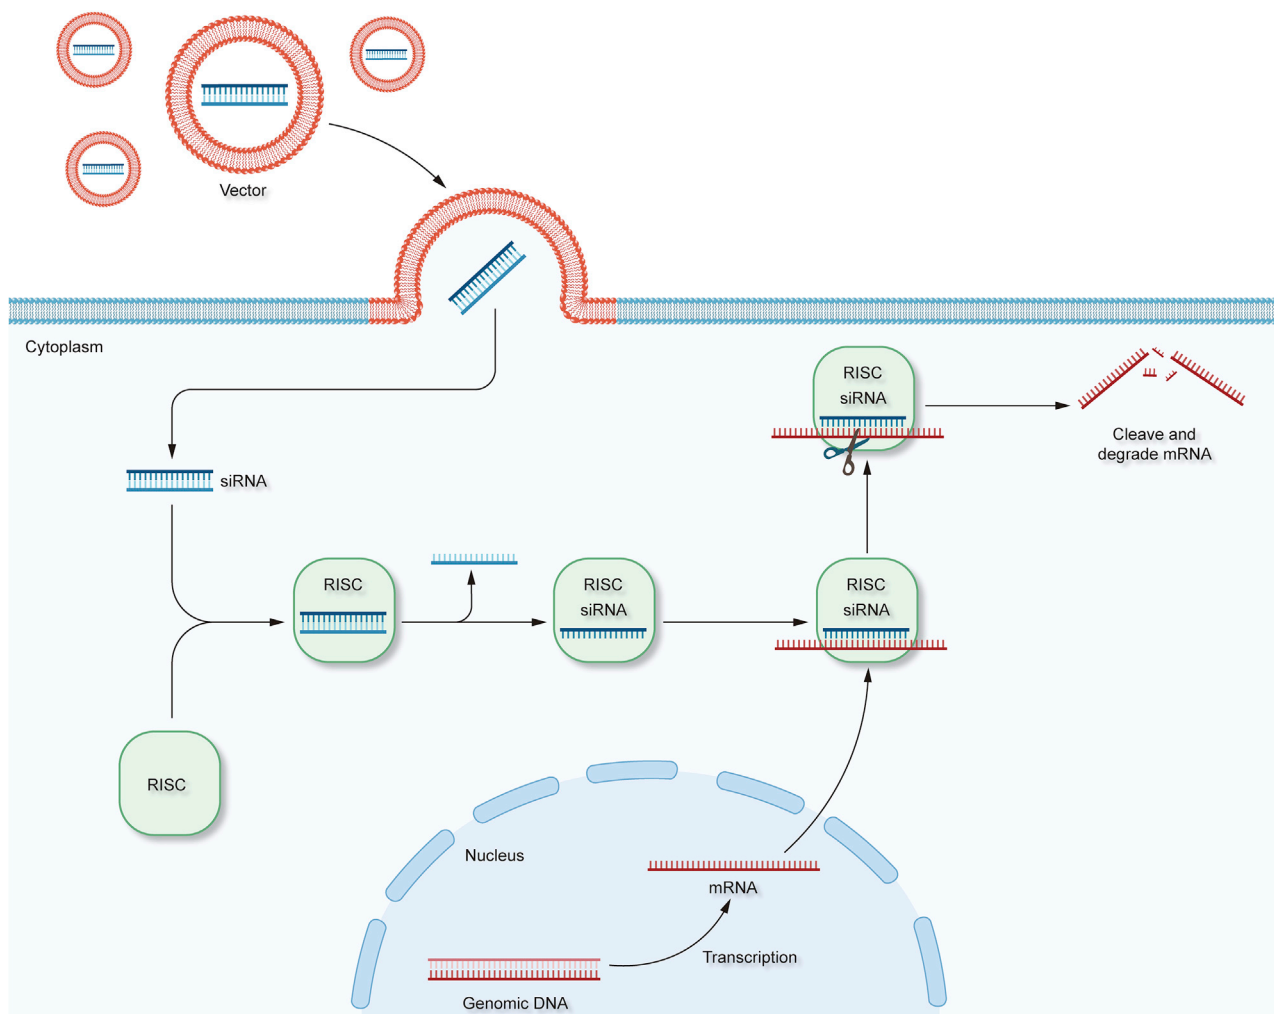 Vector
Cytoplasm
RISC
siRNA
Cleave and
degrade mRNA
siRNA
RISC
RISC
siRNA
RISC
siRNA
RISC
Nucleus
mRNA
Transcription
Genomic DNA